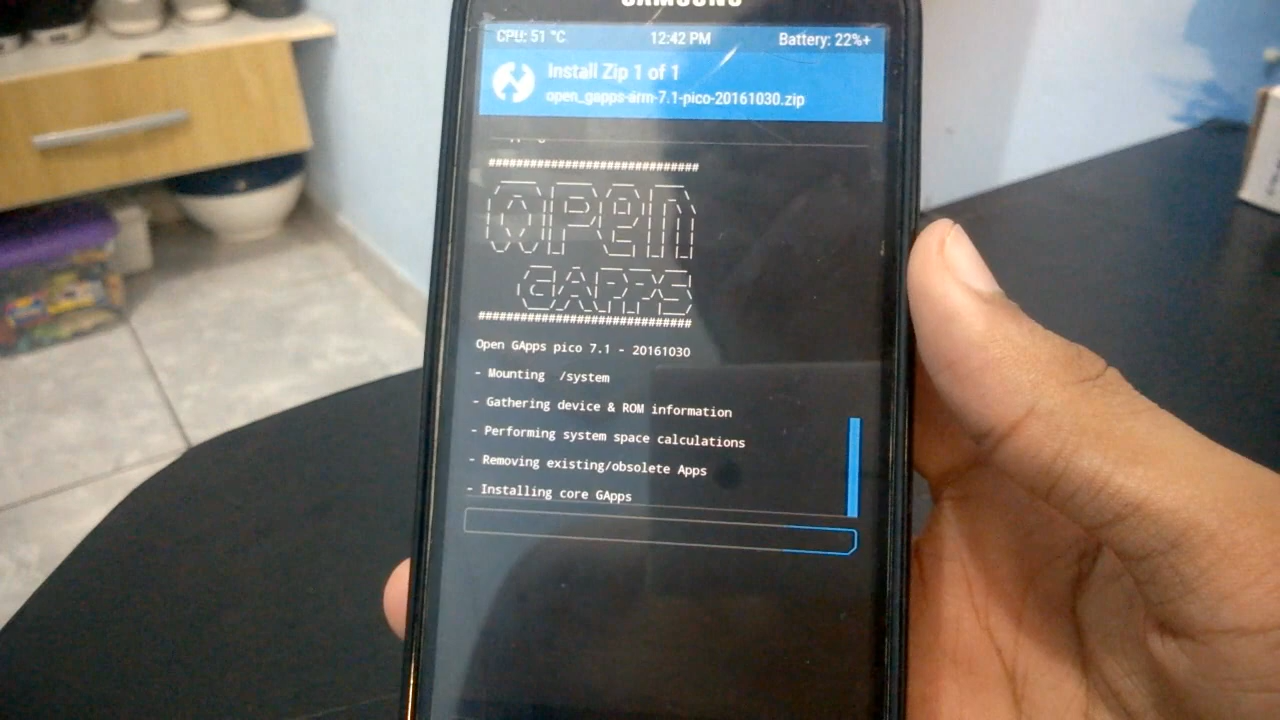 SAMSUNG
CPU: 51 °C 12:42 PM Battery: 22%+
Install Zip 1 of 1
open_gapps-arm-7.1-pico-20161030.zip
##############################
Open
GAPPS
##############################
Open GApps pico 7.1 - 20161030
- Mounting /system
- Gathering device & ROM information
- Performing system space calculations
- Removing existing/obsolete Apps
- Installing core GApps